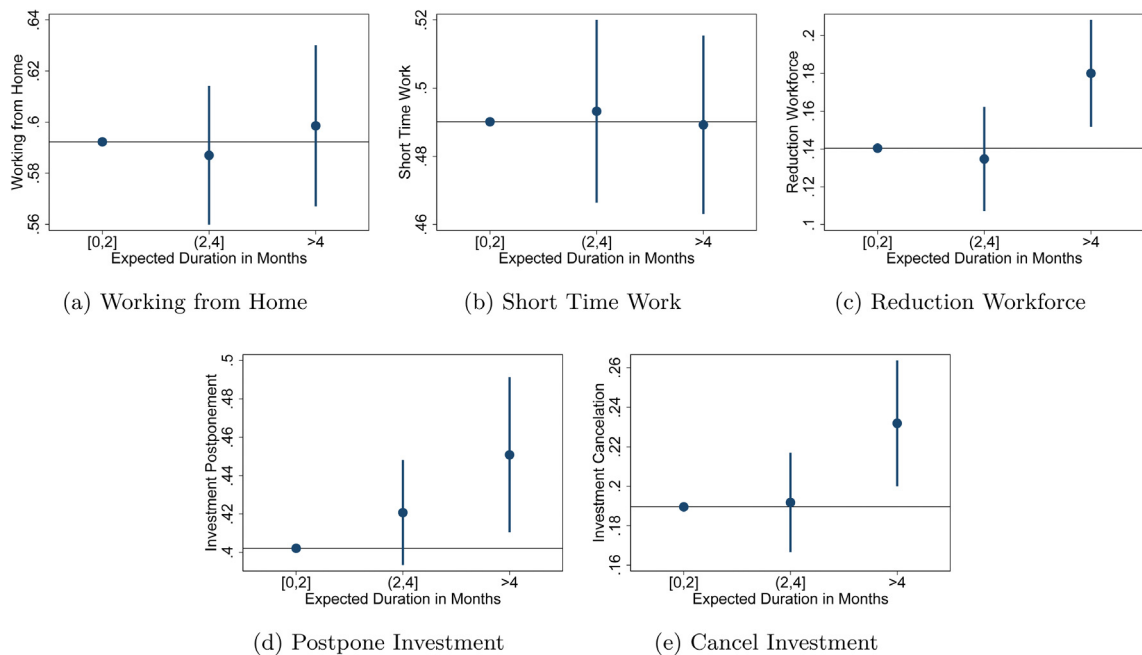 Working from Home
.56 .58 .6 .62 .64
[0,2] (2,4] >4
Expected Duration in Months
(a) Working from Home
Short Time Work
.46 .48 .5 .52
[0,2] (2,4] >4
Expected Duration in Months
(b) Short Time Work
Reduction Workforce
.1 .12 .14 .16 .18 .2
[0,2] (2,4] >4
Expected Duration in Months
(c) Reduction Workforce
Investment Postponement
.4 .42 .44 .46 .48 .5
[0,2] (2,4] >4
Expected Duration in Months
(d) Postpone Investment
Investment Cancelation
.16 .18 .2 .22 .24 .26
[0,2] (2,4] >4
Expected Duration in Months
(e) Cancel Investment